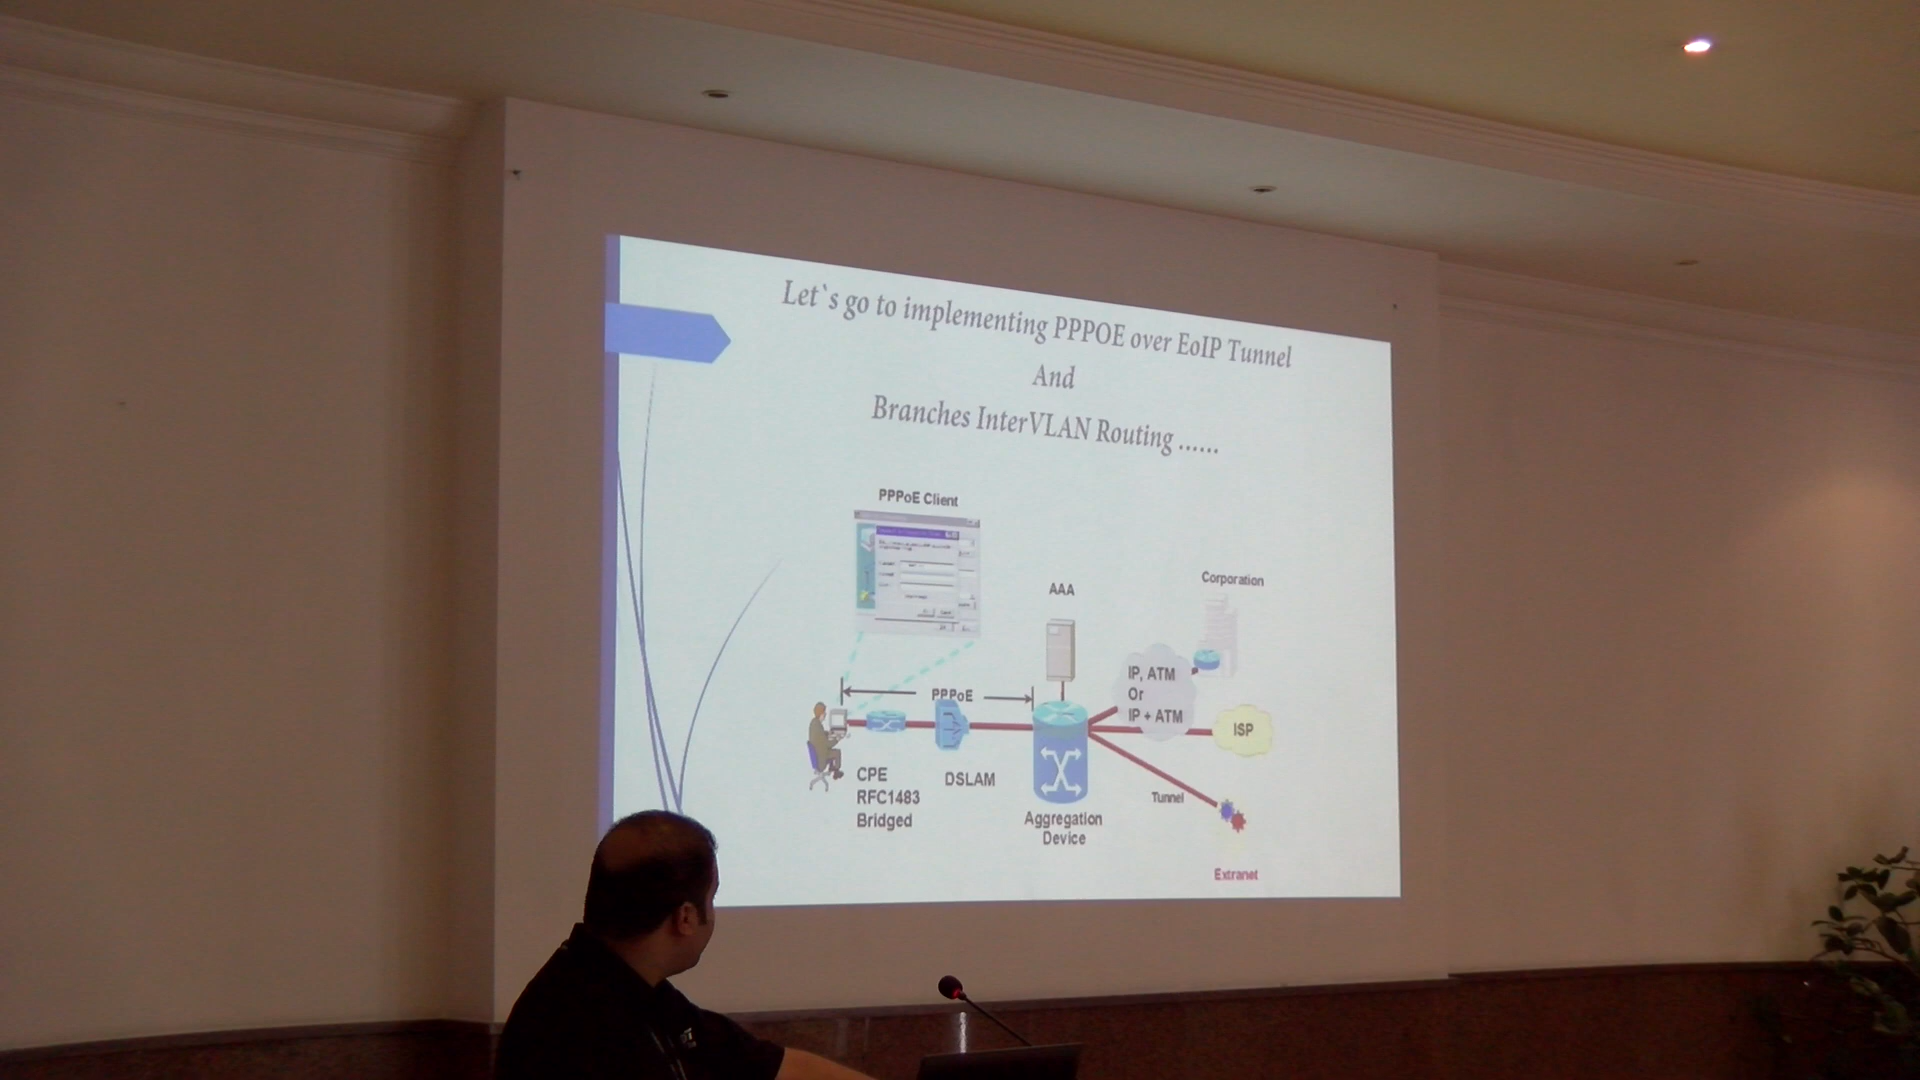 Let`s go to implementing PPPOE over EoIP Tunnel
And
Branches InterVLAN Routing ......
PPPoE Client
AAA
Corporation
IP, ATM
Or
IP + ATM
PPPoE
ISP
CPE
RFC1483
Bridged
DSLAM
Tunnel
Aggregation
Device
Extranet